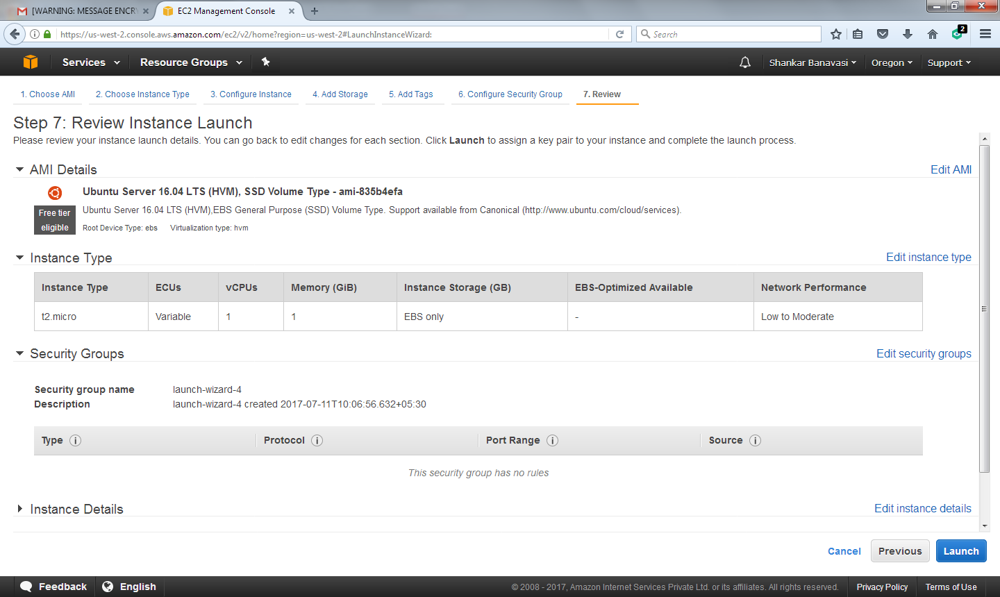 [WARNING: MESSAGE ENCRY
EC2 Management Console
https://us-west-2.console.aws.amazon.com/ec2/v2/home?region=us-west-2#LaunchInstanceWizard:
Search
2
Services
Resource Groups
Shankar Banavasi
Oregon
Support
1. Choose AMI
2. Choose Instance Type
3. Configure Instance
4. Add Storage
5. Add Tags
6. Configure Security Group
7. Review
Step 7: Review Instance Launch
Please review your instance launch details. You can go back to edit changes for each section. Click Launch to assign a key pair to your instance and complete the launch process.
AMI Details
Edit AMI
Ubuntu Server 16.04 LTS (HVM), SSD Volume Type - ami-835b4efa
Free tier
eligible
Ubuntu Server 16.04 LTS (HVM),EBS General Purpose (SSD) Volume Type. Support available from Canonical (http://www.ubuntu.com/cloud/services).
Root Device Type: ebs Virtualization type: hvm
Instance Type
Edit instance type
Instance Type ECUs vCPUs Memory (GiB) Instance Storage (GB) EBS-Optimized Available Network Performance
t2.micro Variable 1 1 EBS only - Low to Moderate
Security Groups
Edit security groups
Security group name launch-wizard-4
Description launch-wizard-4 created 2017-07-11T10:06:56.632+05:30
Type Protocol Port Range Source
This security group has no rules
Instance Details
Edit instance details
Cancel Previous Launch
Feedback English
© 2008 - 2017, Amazon Internet Services Private Ltd. or its affiliates. All rights reserved. Privacy Policy Terms of Use